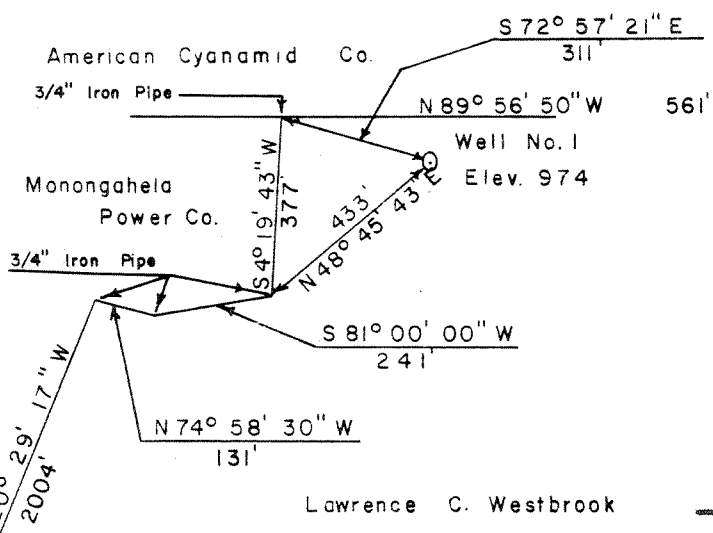 S 72° 57' 21" E
311'
American Cyanamid Co.
3/4" Iron Pipe
N 89° 56' 50" W 561'
Well No. 1
Elev. 974
S 4° 19' 43" W
377'
433'
N 48° 45' 43" E
Monongahela
Power Co.
3/4" Iron Pipe
S 81° 00' 00" W
241'
N 74° 58' 30" W
131'
0° 29' 17" W
2004'
Lawrence C. Westbrook